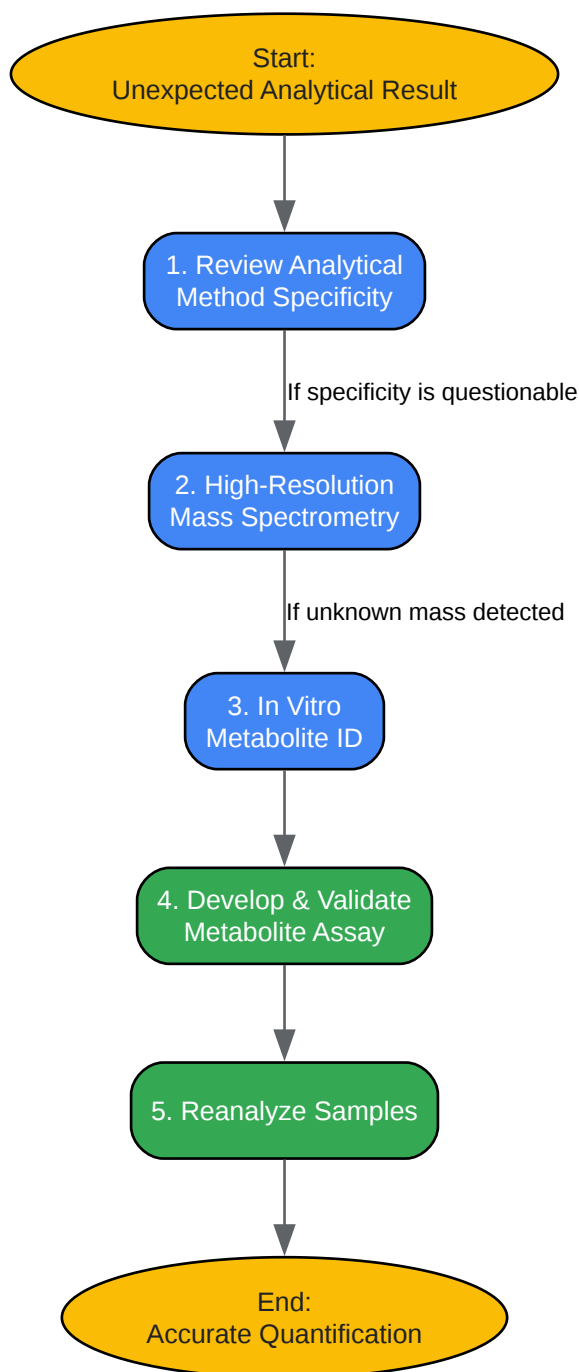 Start:
Unexpected Analytical Result
1. Review Analytical
Method Specificity
If specificity is questionable
2. High-Resolution
Mass Spectrometry
If unknown mass detected
3. In Vitro
Metabolite ID
4. Develop & Validate
Metabolite Assay
5. Reanalyze Samples
End:
Accurate Quantification